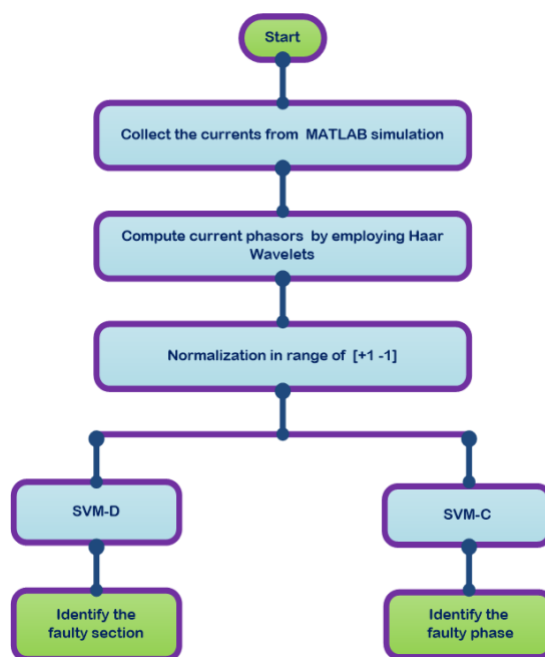 Start
Collect the currents from MATLAB simulation
Compute current phasors by employing Haar
Wavelets
Normalization in range of [+1 -1]
SVM-D
SVM-C
Identify the
faulty section
Identify the
faulty phase